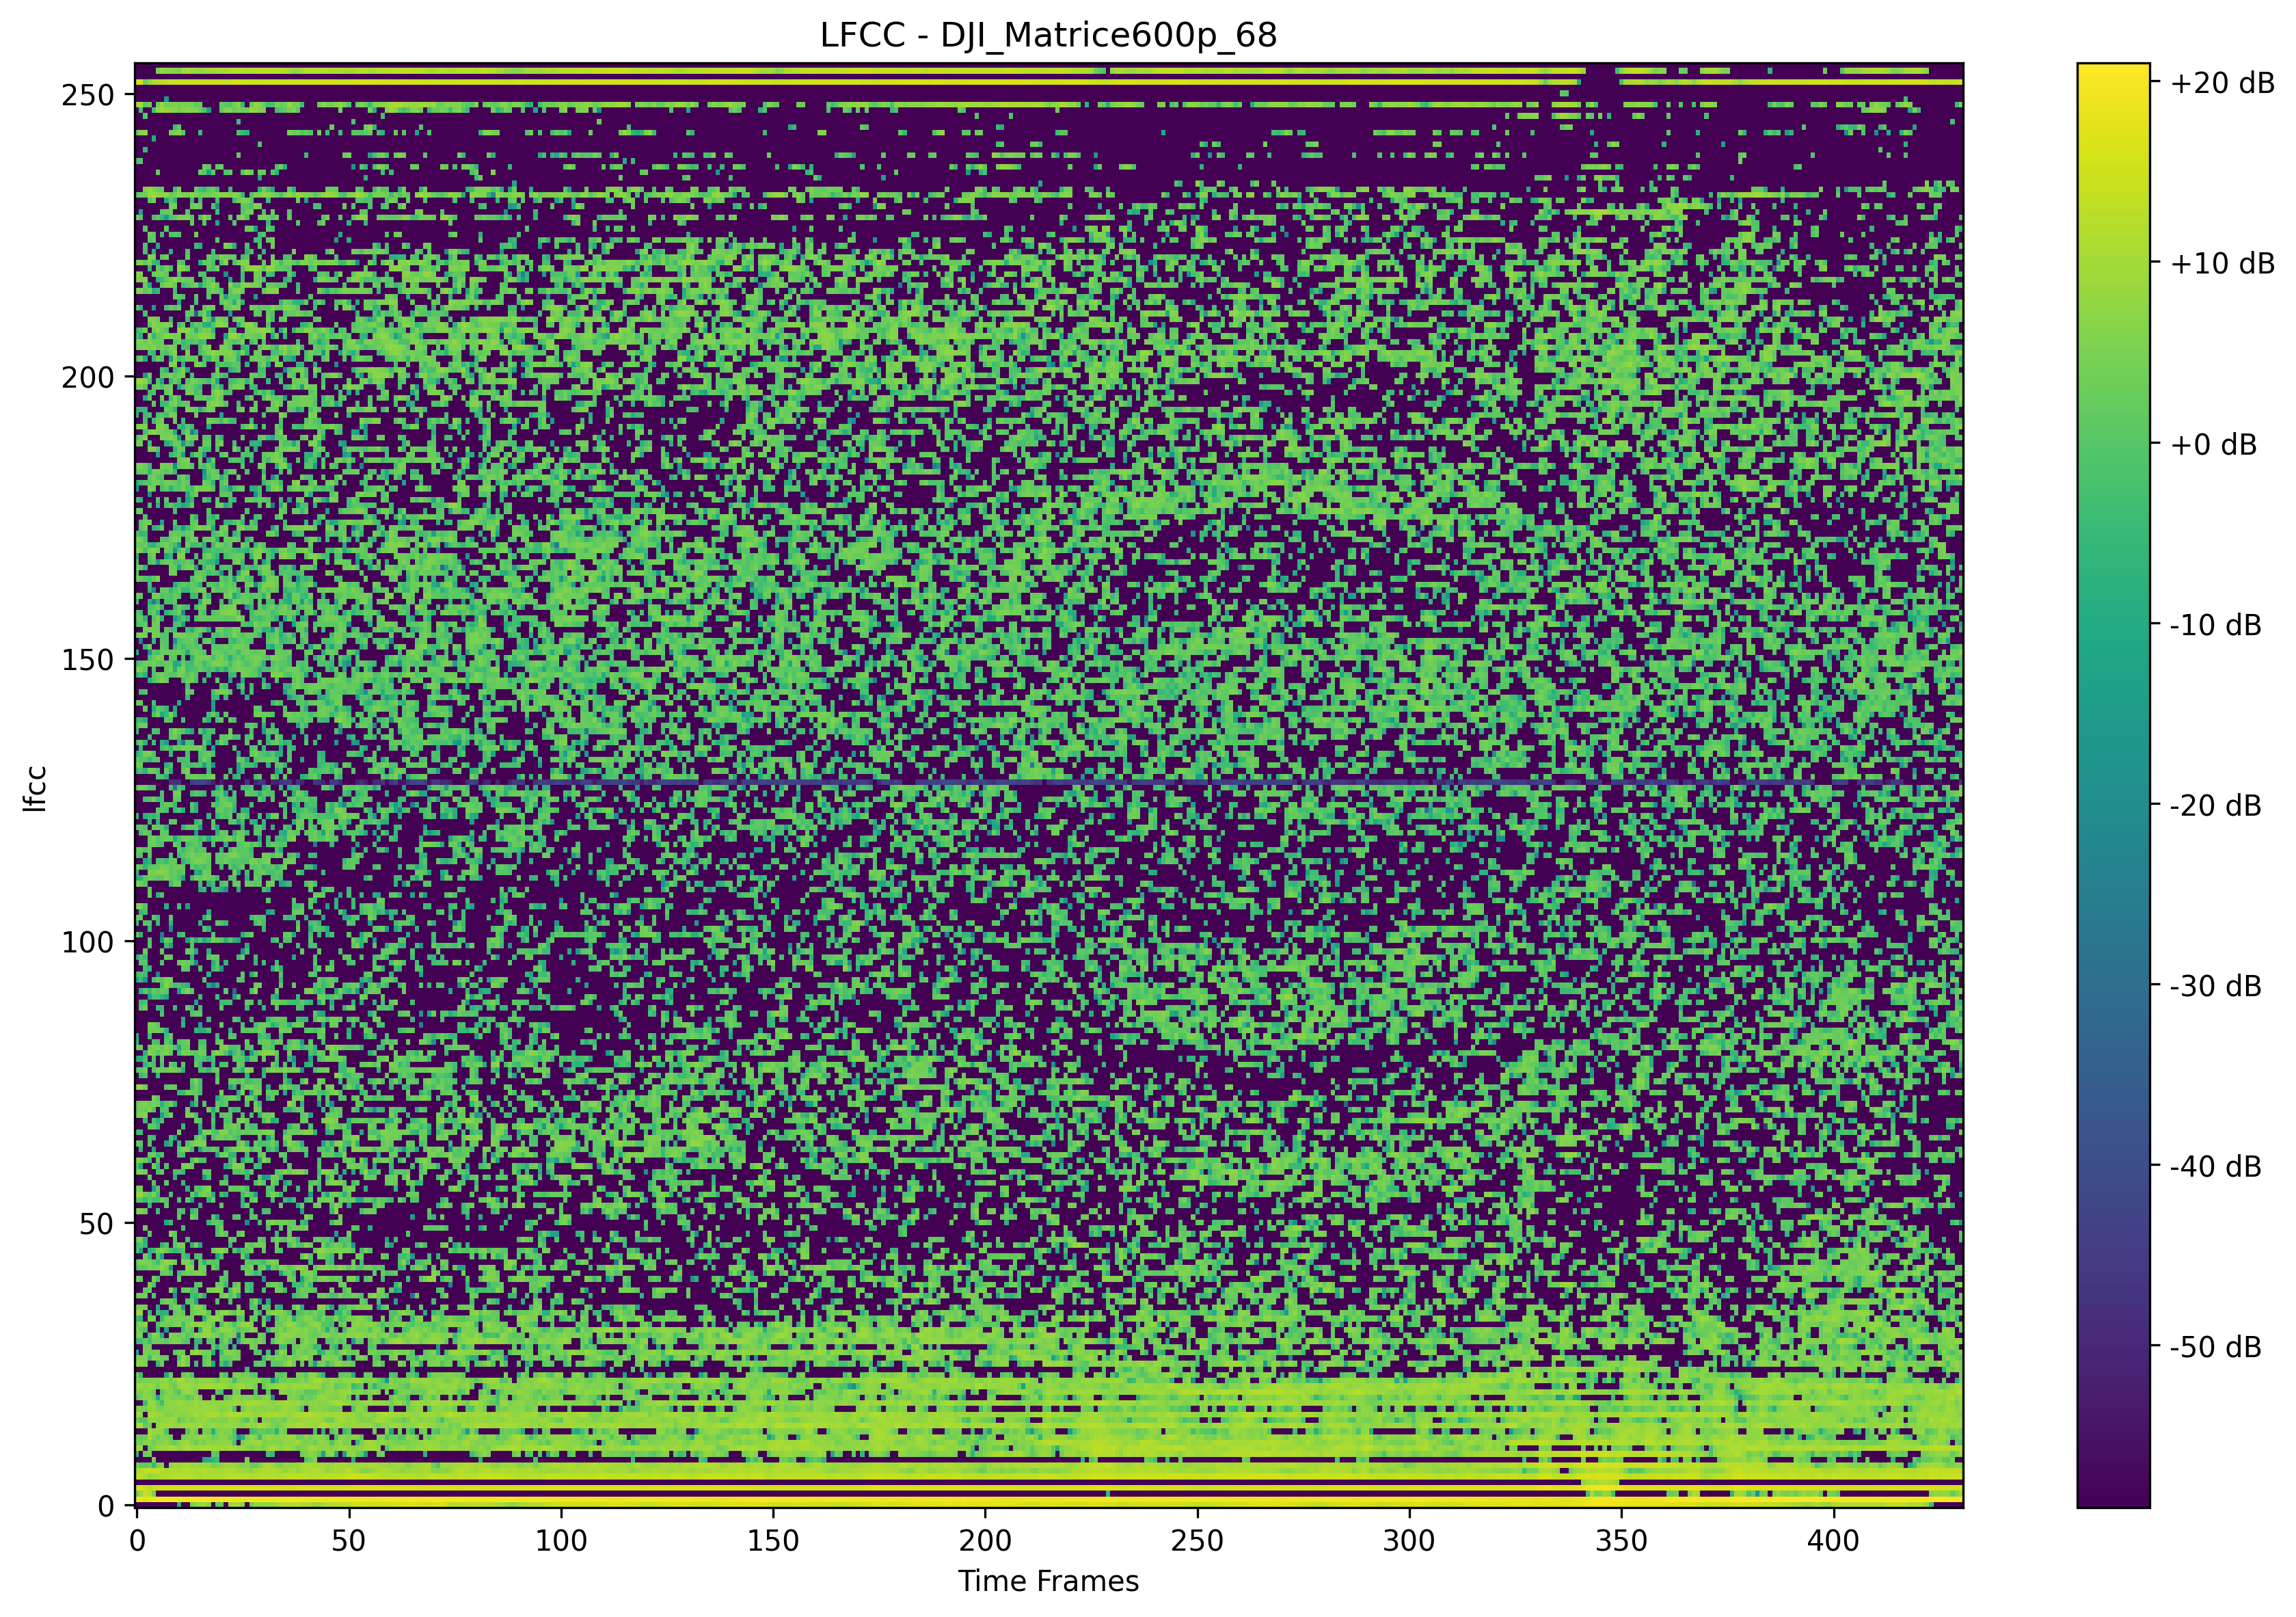 LFCC - DJI_Matrice600p_68
250
200
150
100
50
0
lfcc
0 50 100 150 200 250 300 350 400
Time Frames
+20 dB
+10 dB
+0 dB
-10 dB
-20 dB
-30 dB
-40 dB
-50 dB